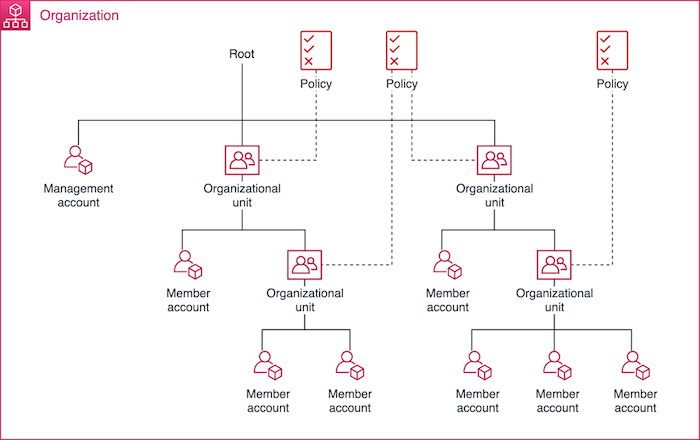 Organization
Root
Policy
Policy
Policy
Management
account
Organizational
unit
Organizational
unit
Member
account
Organizational
unit
Member
account
Organizational
unit
Member
account
Member
account
Member
account
Member
account
Member
account